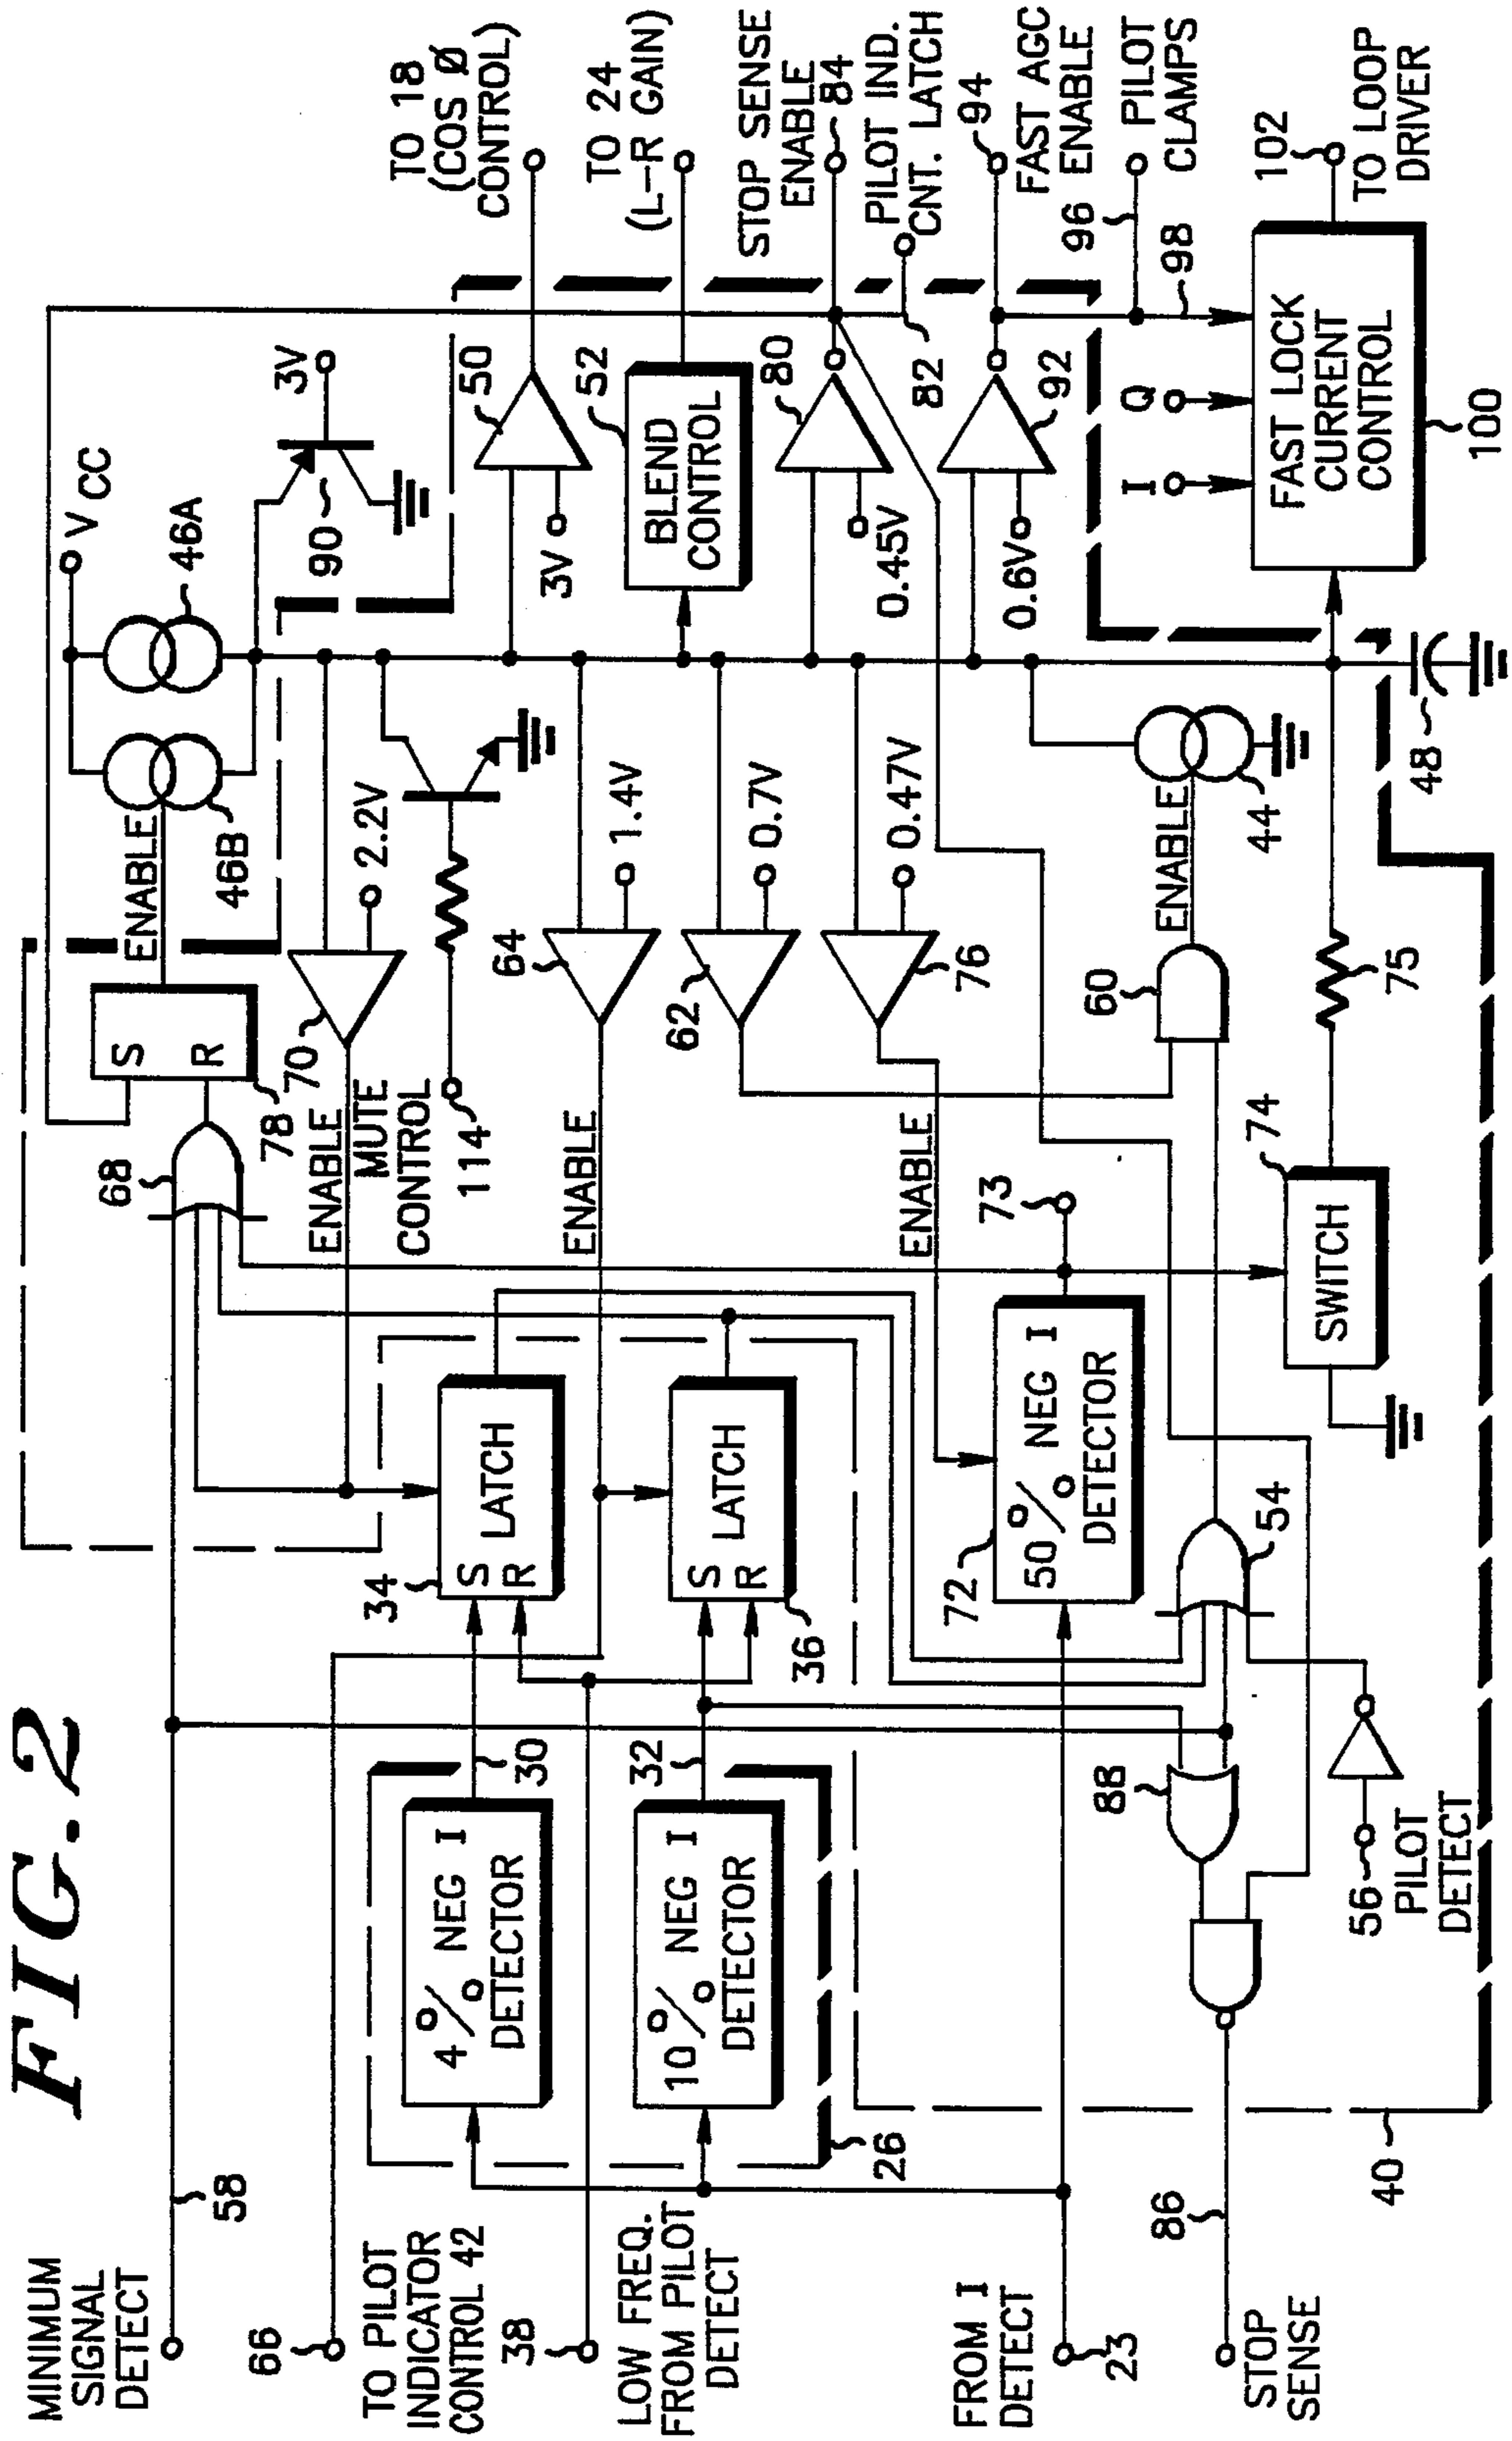 FIG.2
MINIMUM
SIGNAL
DETECT
58
66
TO PILOT
INDICATOR
CONTROL 42
38
LOW FREQ.
FROM PILOT
DETECT
FROM I
DETECT
23
86
STOP
SENSE
40
26
4% NEG I
DETECTOR
30
10% NEG I
DETECTOR
32
34
S
R
LATCH
36
S
R
LATCH
72
50% NEG I
DETECTOR
73
88
54
56
PILOT
DETECT
68
S
R
78
70
ENABLE
MUTE
CONTROL
114
ENABLE
ENABLE
74
SWITCH
75
60
ENABLE
44
48
ENABLE
46B
46A
VCC
2.2V
64
1.4V
62
0.7V
76
0.47V
90
3V
50
3V
52
BLEND
CONTROL
80
0.45V
82
92
0.6V
I
Q
FAST LOCK
CURRENT
CONTROL
100
TO 18
(COS Ø
CONTROL)
TO 24
(L-R GAIN)
STOP SENSE
ENABLE
84
PILOT IND.
CNT. LATCH
94
FAST AGC
ENABLE
96
PILOT
CLAMPS
98
102
TO LOOP
DRIVER